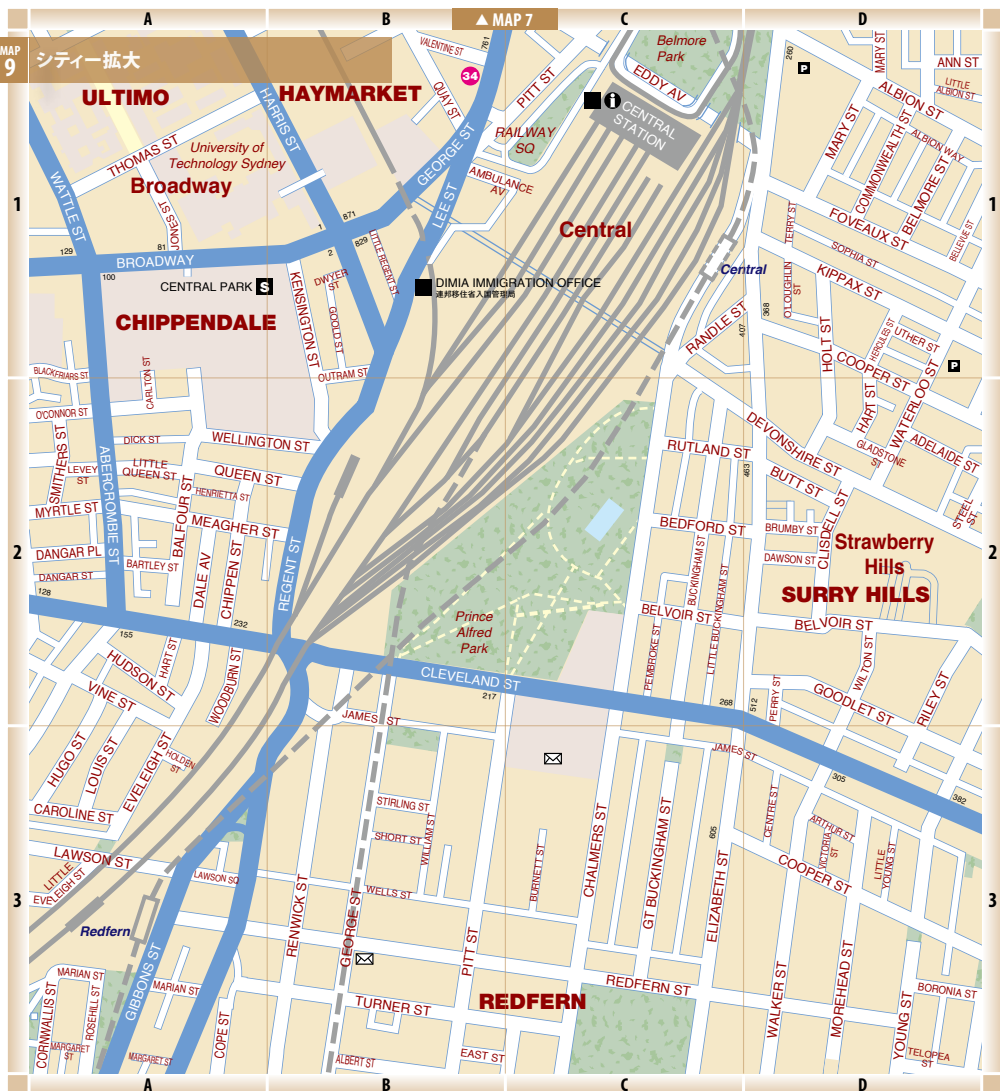 ▲ MAP 7
A
B
C
D
MAP
9
シティー拡大
1
2
3
1
2
3
A
B
C
D
ULTIMO
HAYMARKET
VALENTINE ST
761
34
QUAY ST
PITT ST
Belmore
Park
EDDY AV
i
CENTRAL
STATION
RAILWAY
SQ
260
P
MARY ST
ANN ST
LITTLE
ALBION ST
ALBION ST
MARY ST
COMMONWEALTH ST
ALBION WAY
BELMORE ST
HARRIS ST
THOMAS ST
University of
Technology Sydney
Broadway
GEORGE ST
LEE ST
AMBULANCE
AV
WATTLE ST
JONES ST
871
1
2
829
129
81
BROADWAY
100
LITTLE REGENT ST
Central
TERRY ST
FOVEAUX ST
SOPHIA ST
BELLEVUE ST
Central
CENTRAL PARK
S
KENSINGTON ST
DWYER
ST
GOOLD ST
DIMIA IMMIGRATION OFFICE
連邦移住省入国管理局
O'LOUGHLIN
ST
KIPPAX ST
368
407
RANDLE ST
HOLT ST
HERCULES ST
UTHER ST
COOPER ST
P
CHIPPENDALE
BLACKFRIARS ST
CARLTON ST
OUTRAM ST
O'CONNOR ST
DICK ST
WELLINGTON ST
SMITHERS ST
LEVEY
ST
LITTLE
QUEEN ST
QUEEN ST
HENRIETTA ST
ABERCROMBIE ST
MYRTLE ST
BALFOUR ST
MEAGHER ST
DANGAR PL
DANGAR ST
BARTLEY ST
DALE AV
CHIPPEN ST
REGENT ST
128
155
232
HART ST
WATERLOO ST
DEVONSHIRE ST
GLADSTONE
ST
ADELAIDE ST
RUTLAND ST
463
BUTT ST
STEEL
ST
BEDFORD ST
BRUMBY ST
CLISDELL ST
DAWSON ST
Strawberry
Hills
SURRY HILLS
BUCKINGHAM ST
LITTLE BUCKINGHAM ST
Prince
Alfred
Park
BELVOIR ST
BELVOIR ST
PEMBROKE ST
CLEVELAND ST
217
268
512
PERRY ST
WILTON ST
GOODLET ST
RILEY ST
HUDSON ST
HART ST
WOODBURN ST
VINE ST
JAMES ST
HUGO ST
LOUIS ST
EVELEIGH ST
HOLDEN
ST
CAROLINE ST
JAMES ST
305
382
STIRLING ST
SHORT ST
WILLIAM ST
CENTRE ST
ARTHUR ST
VICTORIA
ST
LITTLE
YOUNG ST
COOPER ST
605
LAWSON ST
LITTLE
EVELEIGH ST
LAWSON SQ
WELLS ST
BURNETT ST
CHALMERS ST
GT BUCKINGHAM ST
ELIZABETH ST
Redfern
RENWICK ST
GEORGE ST
PITT ST
GIBBONS ST
MARIAN ST
MARIAN ST
CORNWALLIS ST
ROSEHILL ST
MARGARET
ST
MARGARET ST
COPE ST
TURNER ST
REDFERN
REDFERN ST
ALBERT ST
EAST ST
WALKER ST
MOREHEAD ST
YOUNG ST
BORONIA ST
TELOPEA
ST